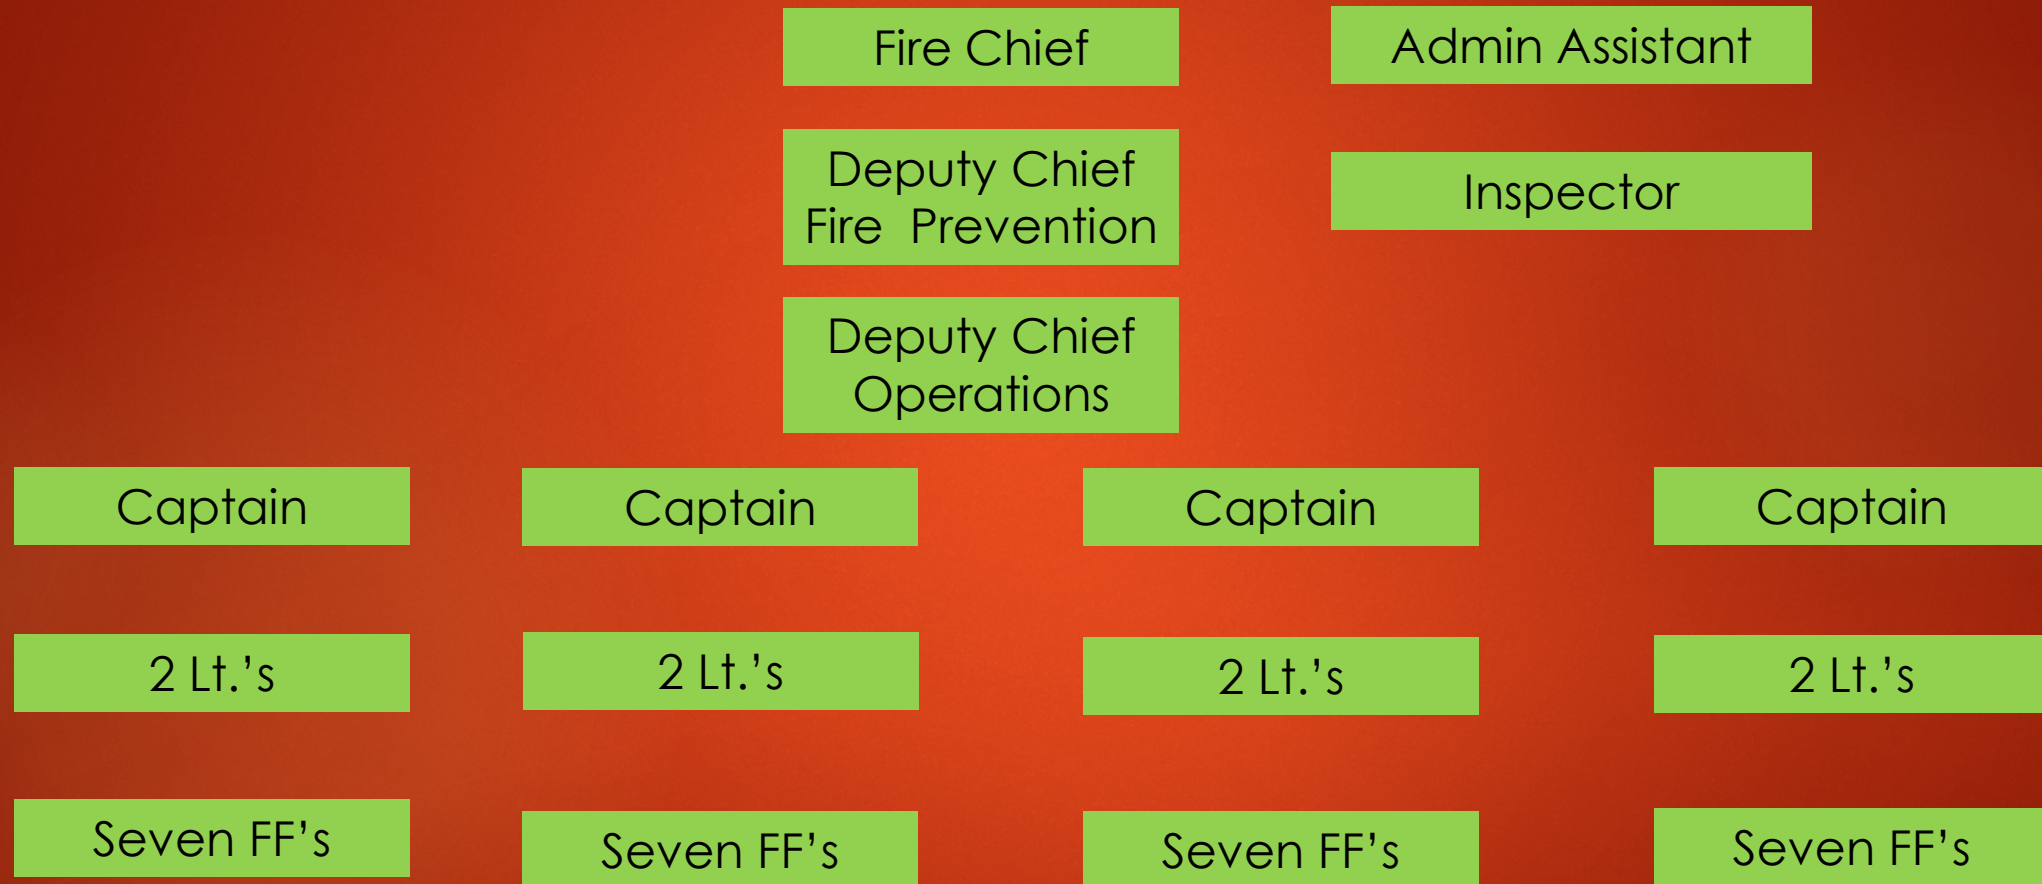 Fire Chief
Admin Assistant
Deputy Chief
Fire  Prevention
Inspector
Deputy Chief
Operations
Captain
Captain
Captain
Captain
2 Lt.’s
2 Lt.’s
2 Lt.’s
2 Lt.’s
Seven FF’s
Seven FF’s
Seven FF’s
Seven FF’s